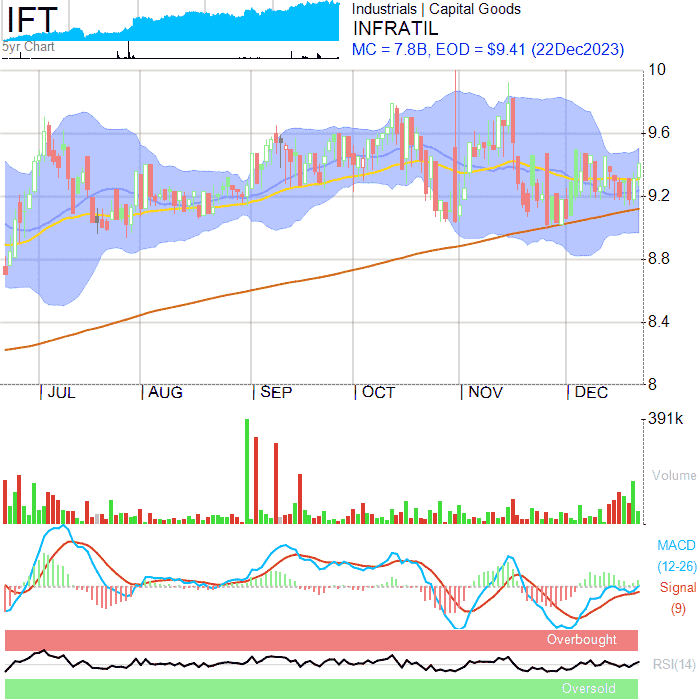 IFT
5yr Chart
Industrials | Capital Goods
INFRATIL
MC = 7.8B, EOD = $9.41 (22Dec2023)
10
9.6
9.2
8.8
8.4
8
| JUL | AUG | SEP | OCT | NOV | DEC
391k
Volume
MACD
(12-26)
Signal
(9)
Overbought
RSI(14)
Oversold